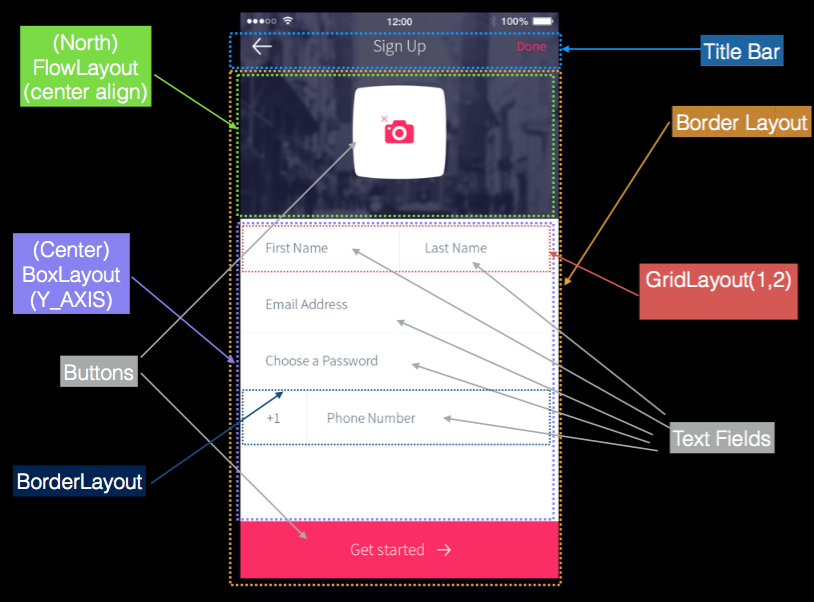 12:00
100%
Sign Up
Done
Title Bar
(North)
FlowLayout
(center align)
Border Layout
First Name
Last Name
(Center)
BoxLayout
(Y_AXIS)
GridLayout(1,2)
Email Address
Choose a Password
Buttons
+1
Phone Number
Text Fields
BorderLayout
Get started